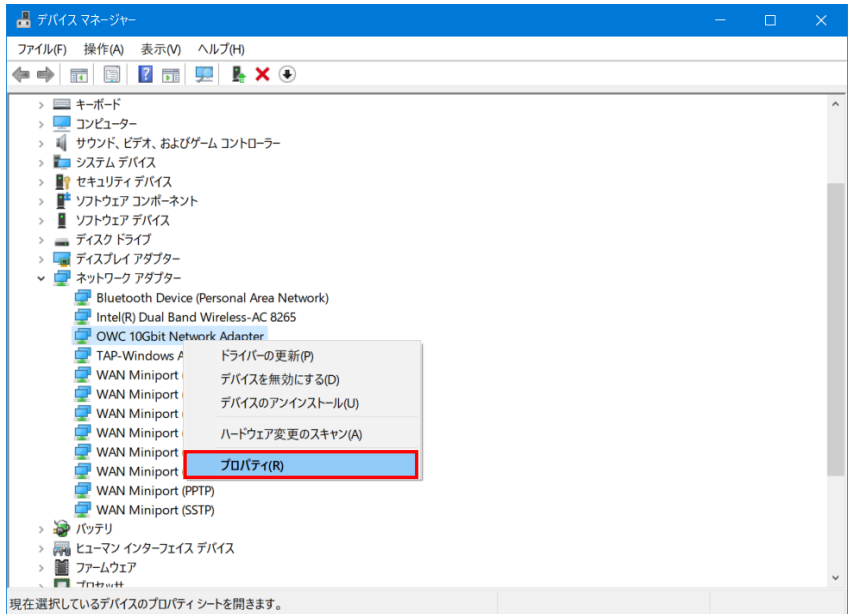 デバイス マネージャー
ファイル(F) 操作(A) 表示(V) ヘルプ(H)
キーボード
コンピューター
サウンド、ビデオ、およびゲーム コントローラー
システム デバイス
セキュリティ デバイス
ソフトウェア コンポーネント
ソフトウェア デバイス
ディスク ドライブ
ディスプレイ アダプター
ネットワーク アダプター
Bluetooth Device (Personal Area Network)
Intel(R) Dual Band Wireless-AC 8265
OWC 10Gbit Network Adapter
TAP-Windows A
WAN Miniport
WAN Miniport
WAN Miniport
WAN Miniport
WAN Miniport
WAN Miniport
WAN Miniport (PPTP)
WAN Miniport (SSTP)
ドライバーの更新(P)
デバイスを無効にする(D)
デバイスのアンインストール(U)
ハードウェア変更のスキャン(A)
プロパティ(R)
バッテリ
ヒューマン インターフェイス デバイス
ファームウェア
プロセッサ
現在選択しているデバイスのプロパティ シートを開きます。